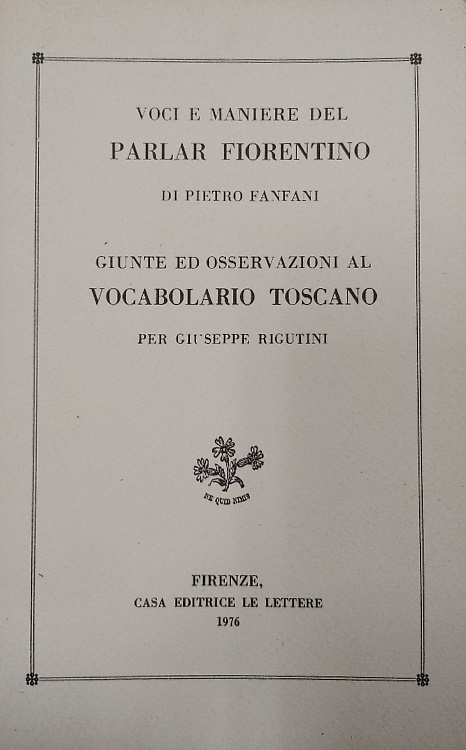 VOCI E MANIERE DEL
PARLAR FIORENTINO
DI PIETRO FANFANI
GIUNTE ED OSSERVAZIONI AL
VOCABOLARIO TOSCANO
PER GIUSEPPE RIGUTINI
NE QUID NIMIS
FIRENZE,
CASA EDITRICE LE LETTERE
1976